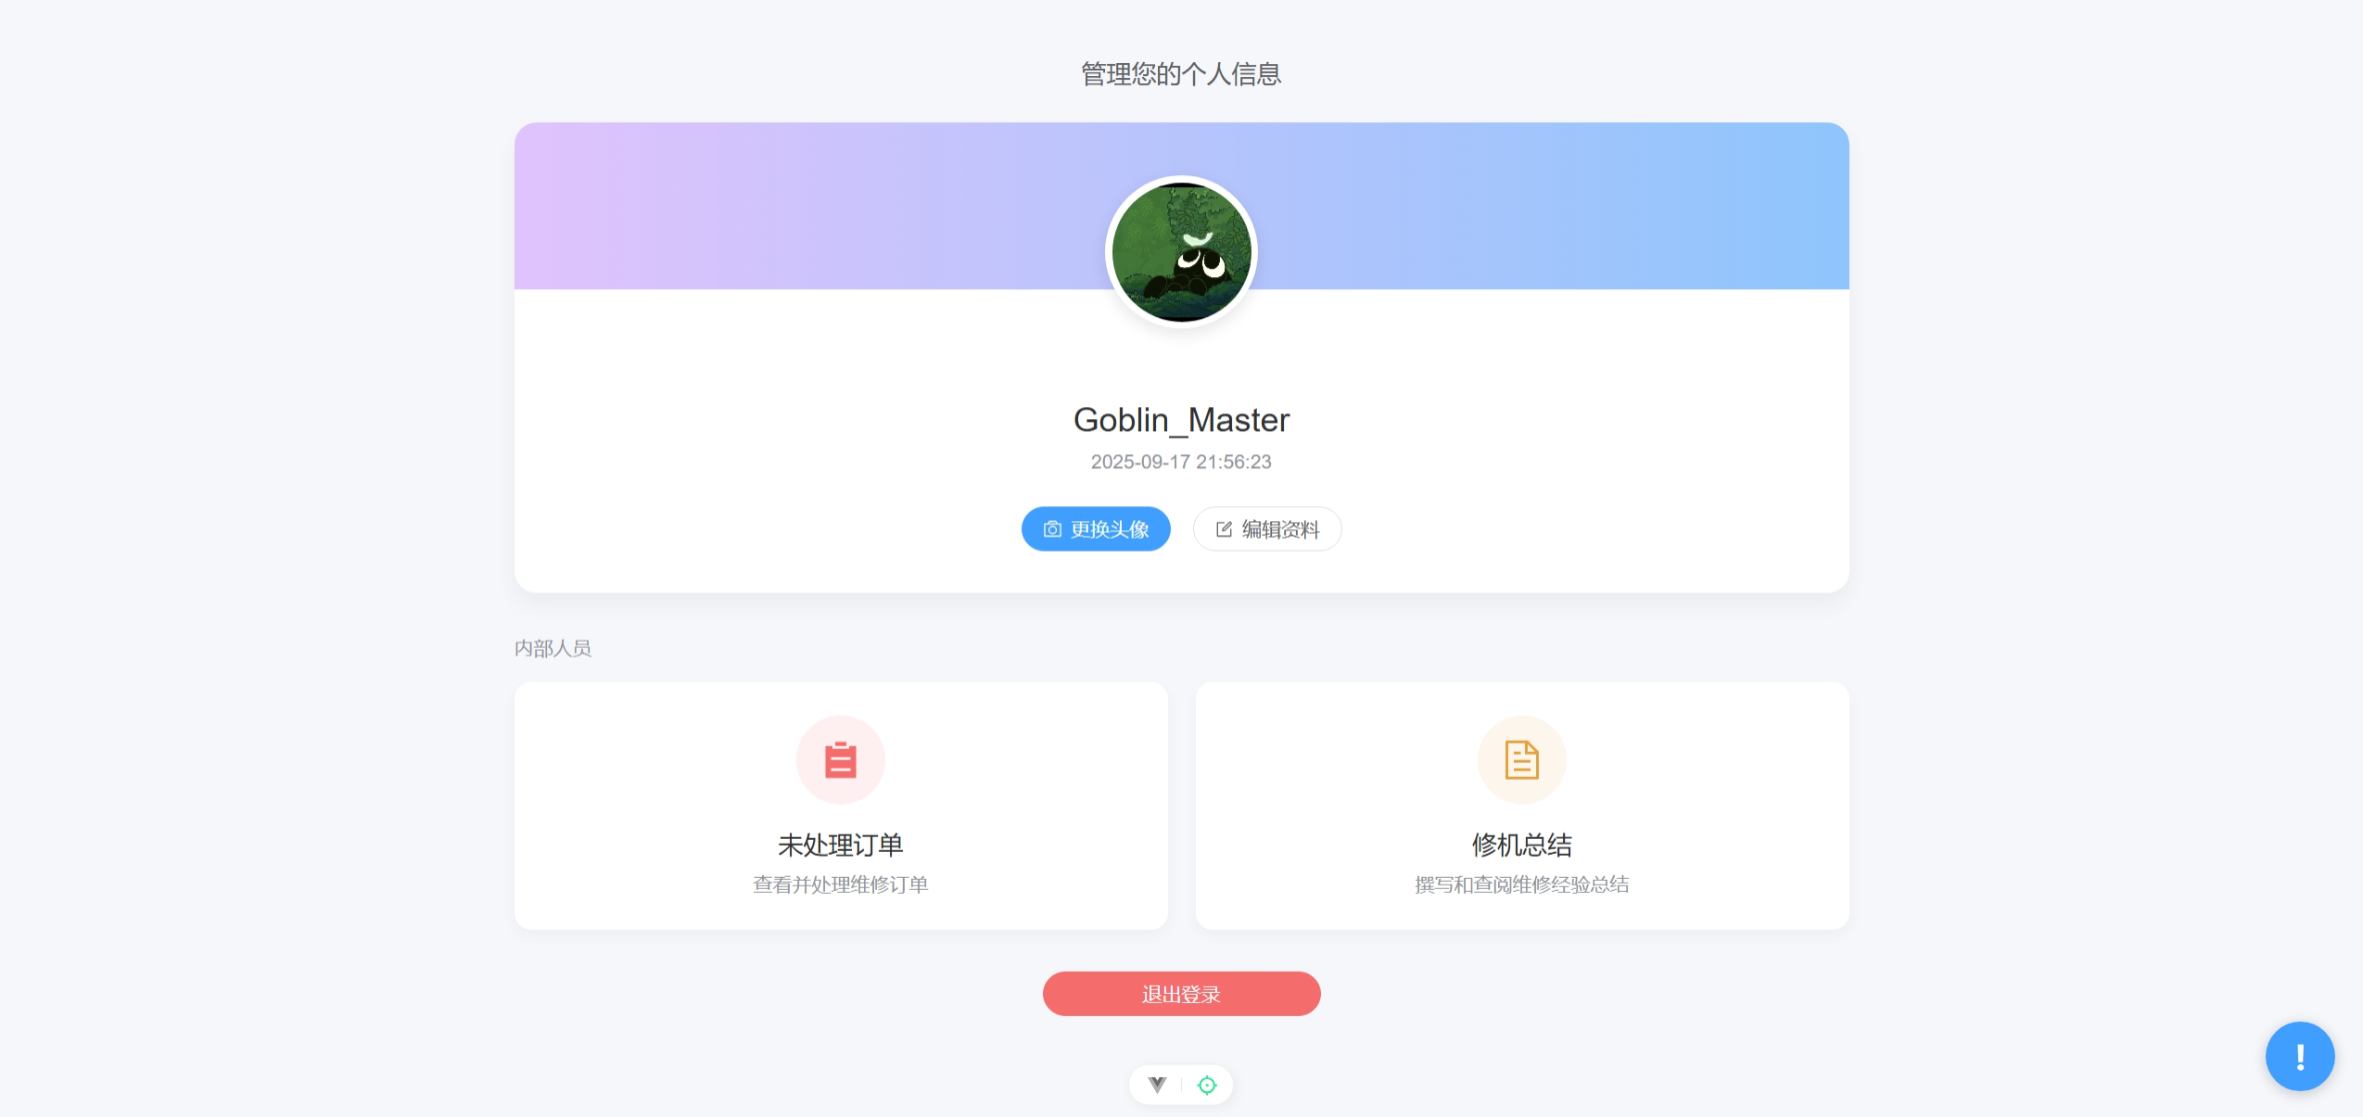 管理您的个人信息
Goblin_Master
2025-09-17 21:56:23
更换头像
编辑资料
内部人员
未处理订单
查看并处理维修订单
修机总结
撰写和查阅维修经验总结
退出登录
!